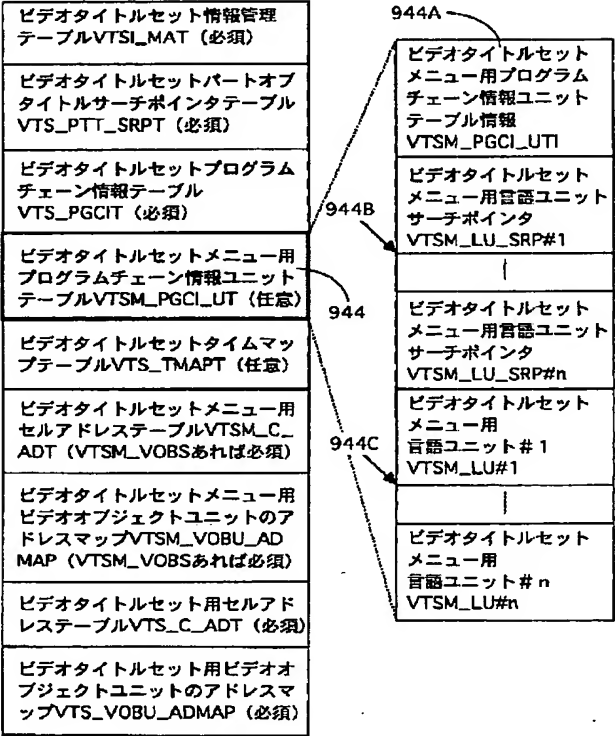 ビデオタイトルセット情報管理
テーブルVTSI_MAT（必須）
ビデオタイトルセットパートオブ
タイトルサーチポインタテーブル
VTS_PTT_SRPT（必須）
ビデオタイトルセットプログラム
チェーン情報テーブル
VTS_PGCIT（必須）
ビデオタイトルセットメニュー用
プログラムチェーン情報ユニット
テーブルVTSM_PGCI_UT（任意）
ビデオタイトルセットタイムマッ
プテーブルVTS_TMAPT（任意）
ビデオタイトルセットメニュー用
セルアドレステーブルVTSM_C_
ADT（VTSM_VOBSあれば必須）
ビデオタイトルセットメニュー用
ビデオオブジェクトユニットのア
ドレスマップVTSM_VOBU_AD
MAP（VTSM_VOBSあれば必須）
ビデオタイトルセット用セルアド
レステーブルVTS_C_ADT（必須）
ビデオタイトルセット用ビデオオ
ブジェクトユニットのアドレスマ
ップVTS_VOBU_ADMAP（必須）
944
944A
ビデオタイトルセット
メニュー用プログラム
チェーン情報ユニット
テーブル情報
VTSM_PGCI_UTI
944B
ビデオタイトルセット
メニュー用言語ユニット
サーチポインタ
VTSM_LU_SRP#1
ビデオタイトルセット
メニュー用言語ユニット
サーチポインタ
VTSM_LU_SRP#n
944C
ビデオタイトルセット
メニュー用
言語ユニット＃1
VTSM_LU#1
ビデオタイトルセット
メニュー用
言語ユニット＃n
VTSM_LU#n